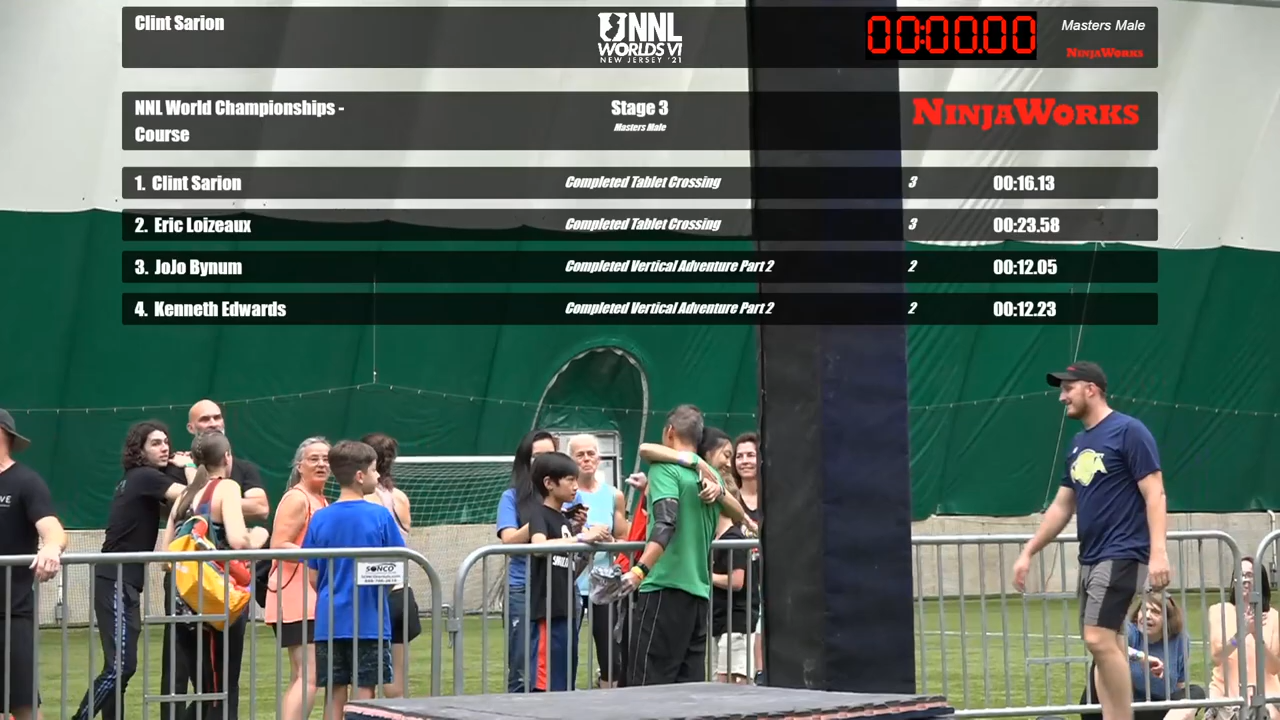 Clint Sarion
UNNL
WORLDS VI
NEW JERSEY '21
00:00.00
Masters Male
NINJAWORKS
NNL World Championships -
Course
Stage 3
Masters Male
NINJAWORKS
1. Clint Sarion Completed Tablet Crossing 3 00:16.13
2. Eric Loizeaux Completed Tablet Crossing 3 00:23.58
3. JoJo Bynum Completed Vertical Adventure Part 2 2 00:12.05
4. Kenneth Edwards Completed Vertical Adventure Part 2 2 00:12.23
SONCO